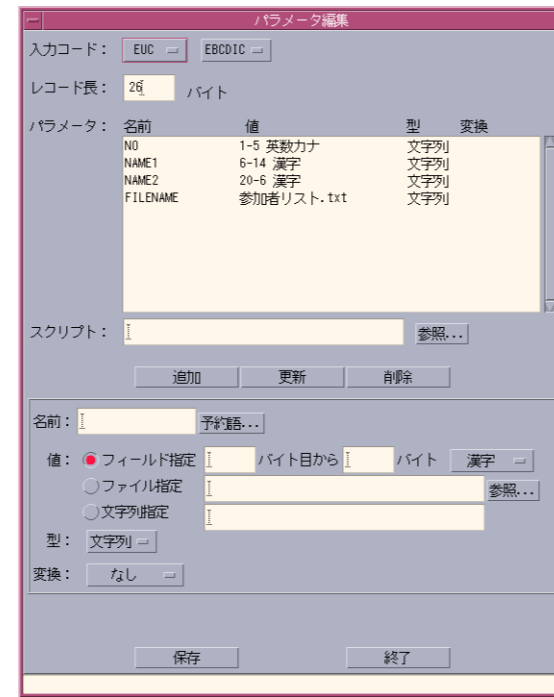 パラメータ編集
入力コード： EUC EBCDIC
レコード長： 26 バイト
パラメータ： 名前 値 型 変換
NO 1-5 英数カナ 文字列
NAME1 6-14 漢字 文字列
NAME2 20-6 漢字 文字列
FILENAME 参加者リスト.txt 文字列
スクリプト： 参照...
追加 更新 削除
名前： 予約語...
値： フィールド指定 バイト目から バイト 漢字
ファイル指定 参照...
文字列指定
型： 文字列
変換： なし
保存 終了